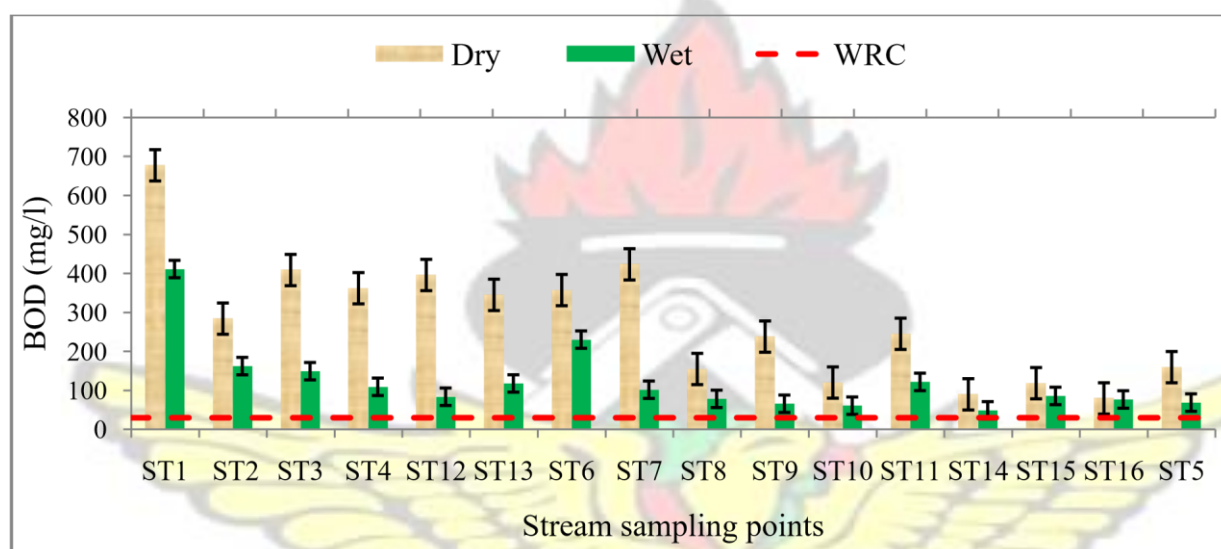 Dry Wet WRC
800
700
600
500
400
300
200
100
0
BOD (mg/l)
ST1 ST2 ST3 ST4 ST12 ST13 ST6 ST7 ST8 ST9 ST10 ST11 ST14 ST15 ST16 ST5
Stream sampling points